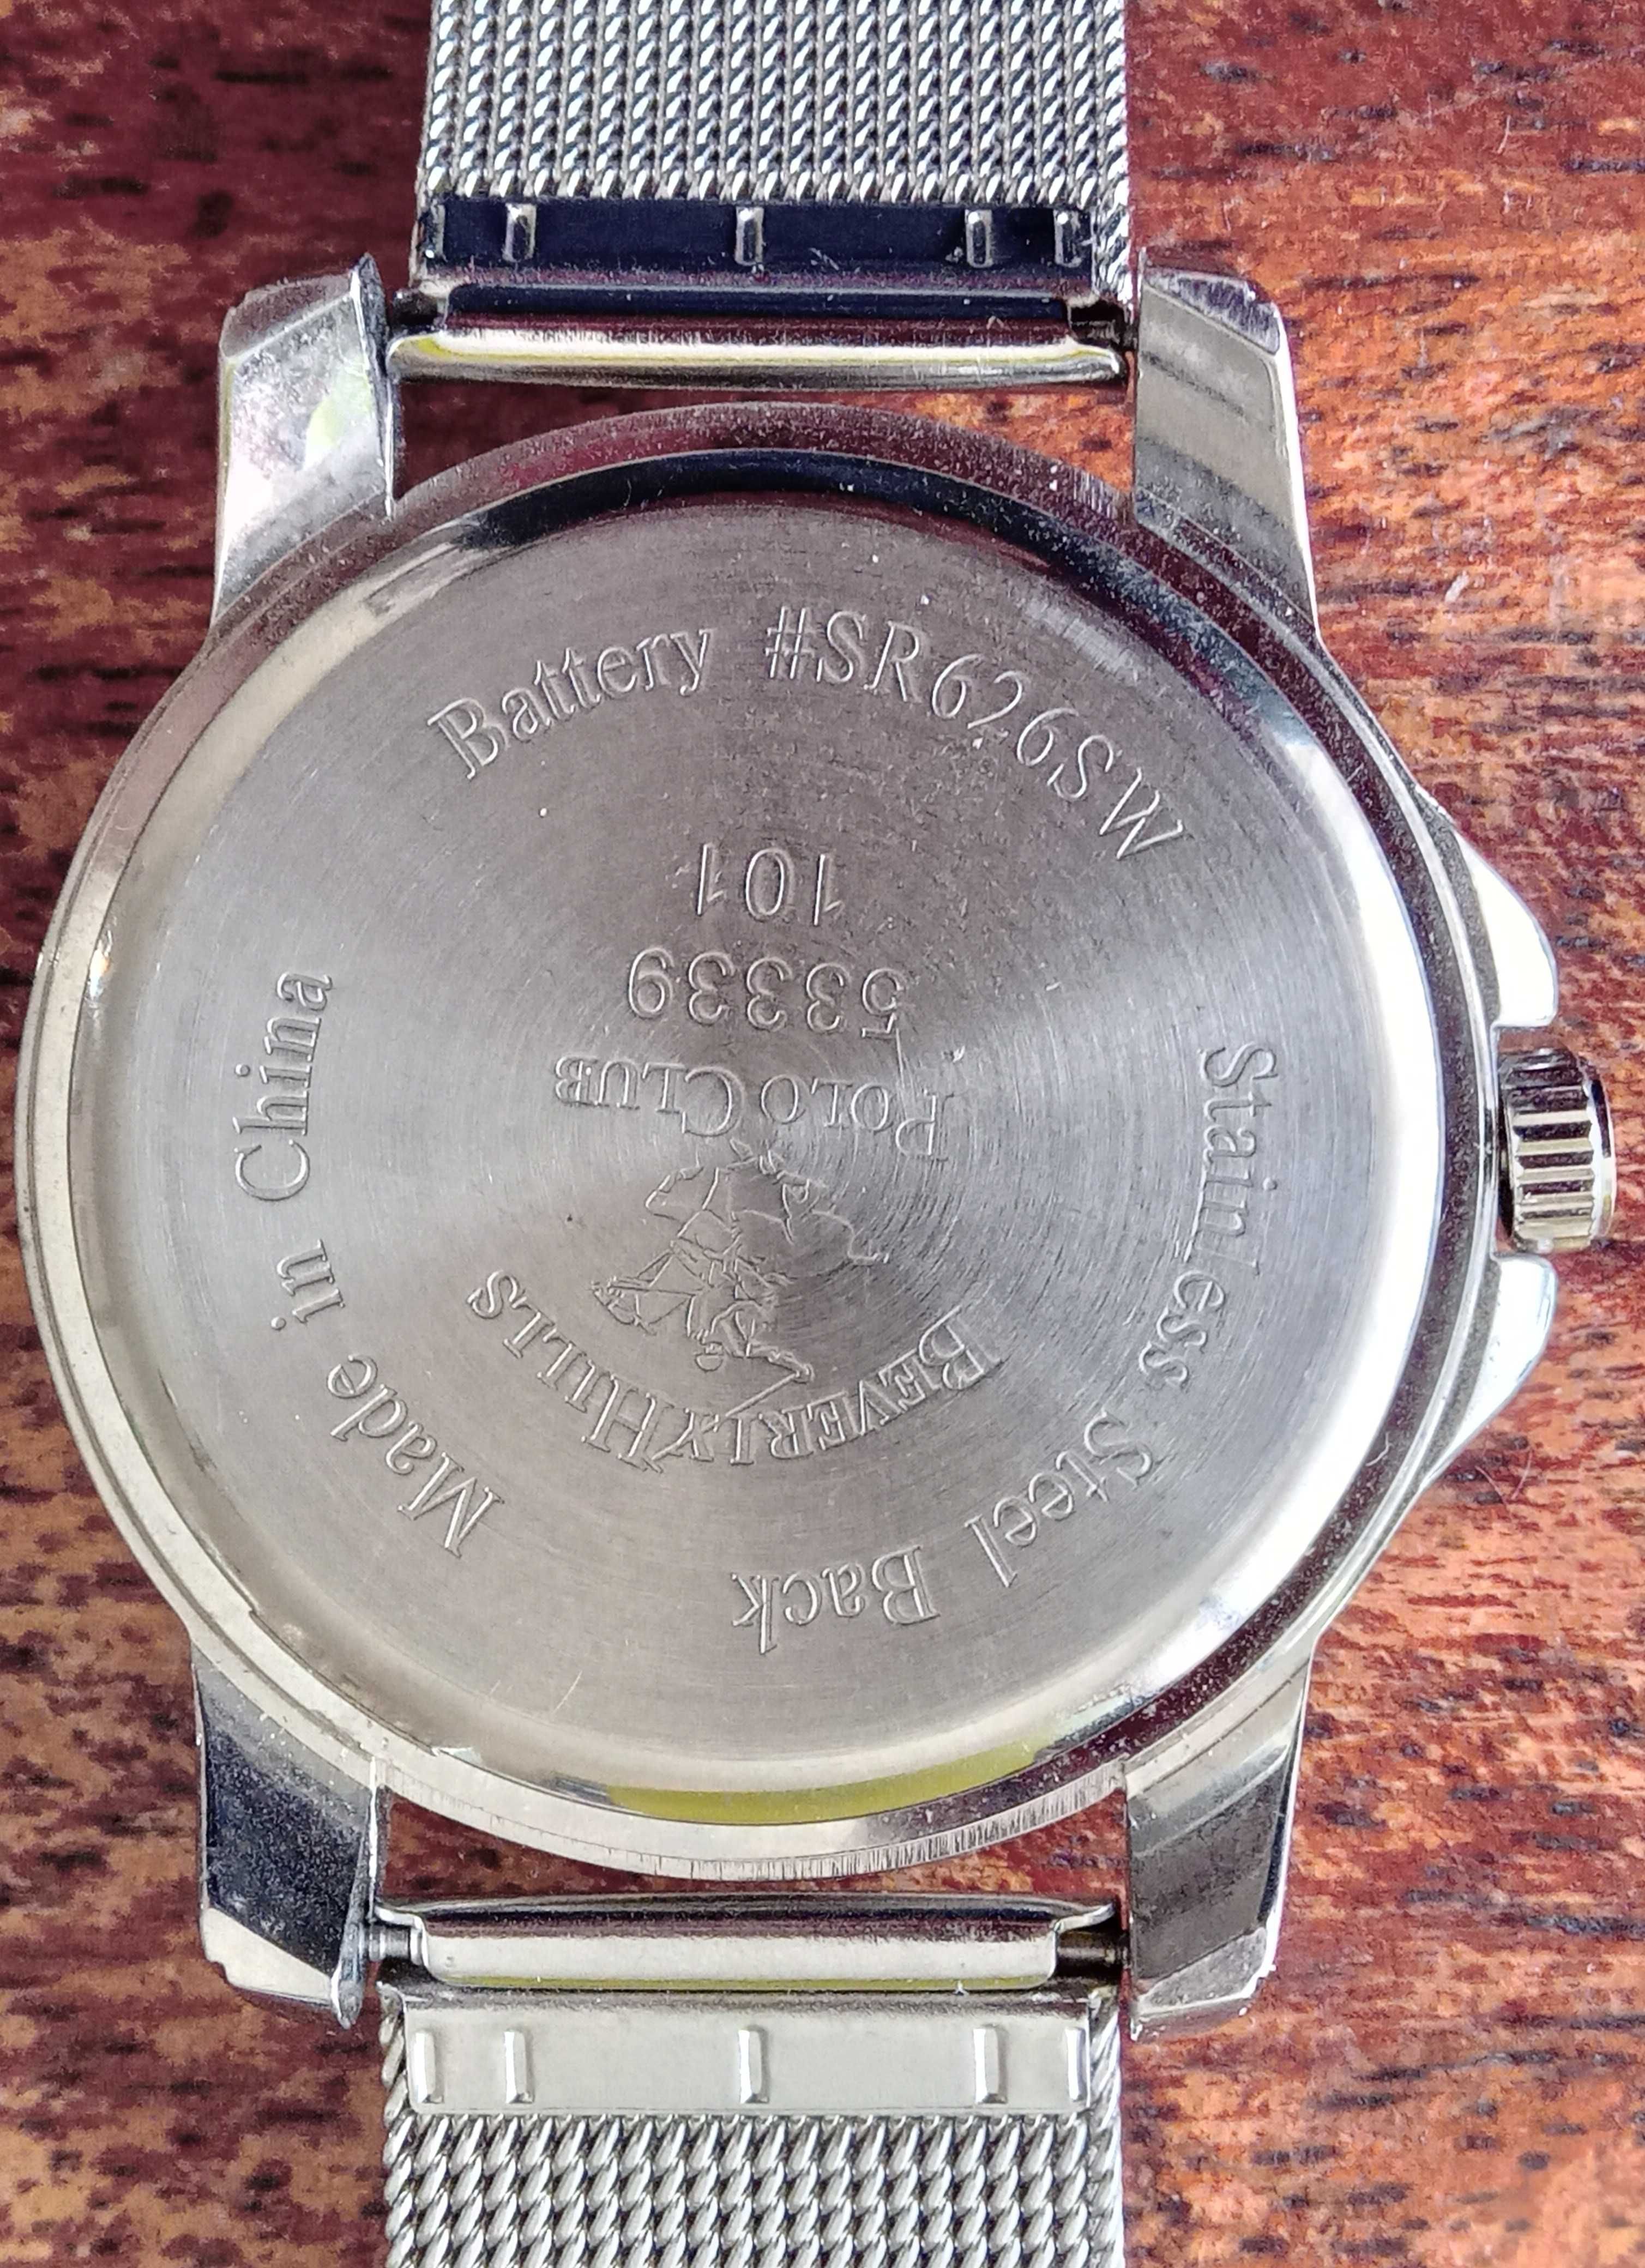 Battery #SR626SW
Stainless Steel Back
Made in China
BEVERLY HILLS
POLO CLUB
53339
101